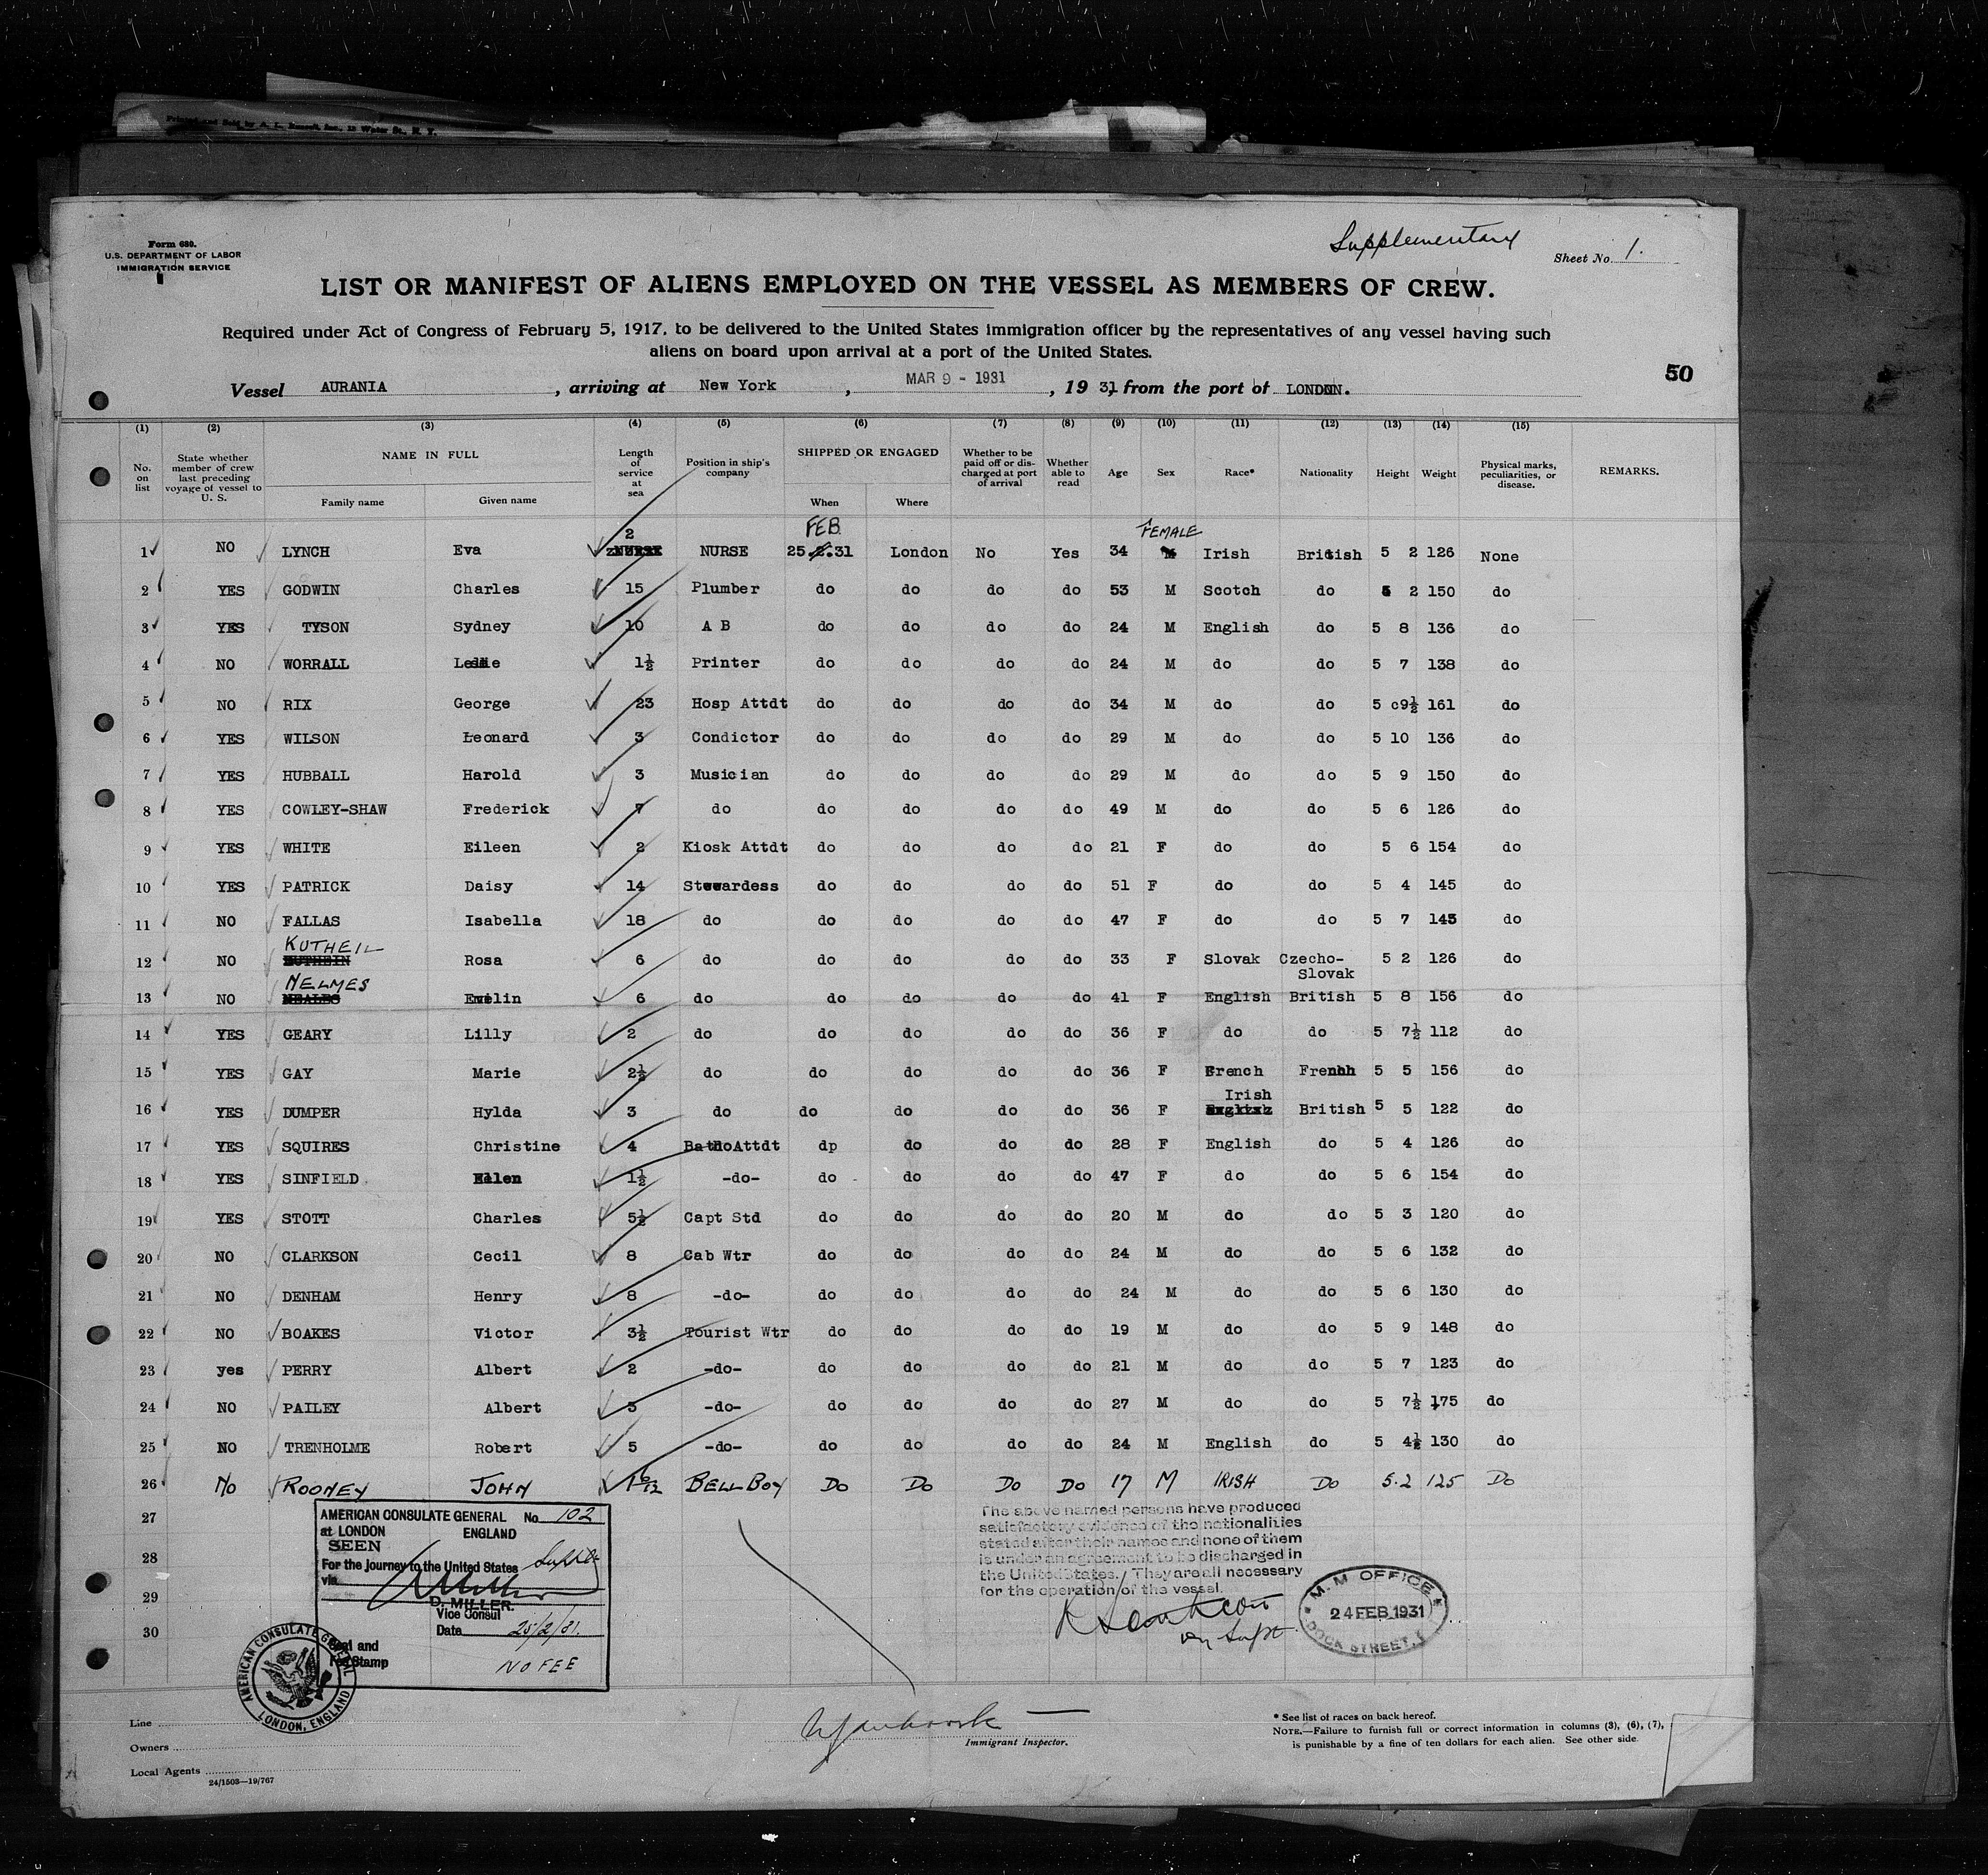 Form 680.
U.S. DEPARTMENT OF LABOR
IMMIGRATION SERVICE
Supplementary
Sheet No. 1.
LIST OR MANIFEST OF ALIENS EMPLOYED ON THE VESSEL AS MEMBERS OF CREW.
Required under Act of Congress of February 5, 1917, to be delivered to the United States immigration officer by the representatives of any vessel having such
aliens on board upon arrival at a port of the United States.
50
Vessel AURANIA, arriving at New York, MAR 9 - 1931, 19 31, from the port of LONDON.
(1) (2) (3) (4) (5) (6) (7) (8) (9) (10) (11) (12) (13) (14) (15)
No. on list State whether member of crew last preceding voyage of vessel to U. S. NAME IN FULL Length of service at sea Position in ship's company SHIPPED OR ENGAGED Whether to be paid off or discharged at port of arrival Whether able to read Age Sex Race* Nationality Height Weight Physical marks, peculiarities, or disease. REMARKS.
Family name Given name When Where
FEB FEMALE
1 NO LYNCH Eva 2 NURSE 25.2.31 London No Yes 34 M Irish British 5 2 126 None
2 YES GODWIN Charles 15 Plumber do do do do 53 M Scotch do 5 2 150 do
3 YES TYSON Sydney 10 A B do do do do 24 M English do 5 8 136 do
4 NO WORRALL Leslie 1½ Printer do do do do 24 M do do 5 7 138 do
5 NO RIX George 23 Hosp Attdt do do do do 34 M do do 5 9½ 161 do
6 YES WILSON Leonard 3 Condictor do do do do 29 M do do 5 10 136 do
7 YES HUBBALL Harold 3 Musician do do do do 29 M do do 5 9 150 do
8 YES COWLEY-SHAW Frederick 7 do do do do do 49 M do do 5 6 126 do
9 YES WHITE Eileen 2 Kiosk Attdt do do do do 21 F do do 5 6 154 do
10 YES PATRICK Daisy 14 Stewardess do do do do 51 F do do 5 4 145 do
11 NO FALLAS Isabella 18 do do do do do 47 F do do 5 7 145 do
KUTHEIL
12 NO KUTHEIN Rosa 6 do do do do do 33 F Slovak Czecho-Slovak 5 2 126 do
NELMES
13 NO NEALES Evelin 6 do do do do do 41 F English British 5 8 156 do
14 YES GEARY Lilly 2 do do do do do 36 F do do 5 7½ 112 do
15 YES GAY Marie 2½ do do do do do 36 F French French 5 5 156 do
16 YES DUMPER Hylda 3 do do do do do 36 F Irish British 5 5 122 do
17 YES SQUIRES Christine 4 Bath Attdt dp do do do 28 F English do 5 4 126 do
18 YES SINFIELD Ellen 1½ -do- do do do do 47 F do do 5 6 154 do
19 YES STOTT Charles 5½ Capt Std do do do do 20 M do do 5 3 120 do
20 NO CLARKSON Cecil 8 Cab Wtr do do do do 24 M do do 5 6 132 do
21 NO DENHAM Henry 8 -do- do do do do 24 M do do 5 6 130 do
22 NO BOAKES Victor 3½ Tourist Wtr do do do do 19 M do do 5 9 148 do
23 yes PERRY Albert 2 -do- do do do do 21 M do do 5 7 123 do
24 NO PAILEY Albert 3 -do- do do do do 27 M do do 5 7½ 175 do
25 NO TRENHOLME Robert 5 -do- do do do do 24 M English do 5 4½ 130 do
26 No ROONEY JOHN BELL BOY Do Do Do Do 17 M IRISH Do 5.2 125 Do
27
28
29
30
AMERICAN CONSULATE GENERAL No. 102
at LONDON ENGLAND
SEEN
For the journey to the United States
via
D. MILLER.
Vice Consul
Date 25/2/31.
Seal and
Fee Stamp
NO FEE
AMERICAN CONSULATE GENERAL
LONDON, ENGLAND
The above named persons have produced
satisfactory evidence of the nationalities
stated after their names and none of them
is under an agreement to be discharged in
the United States. They are all necessary
for the operation of the vessel.
M.M OFFICE
24 FEB 1931
DOCK STREET, E
Immigrant Inspector.
Line
Owners
Local Agents
24/1503—19/767
* See list of races on back hereof.
NOTE.—Failure to furnish full or correct information in columns (3), (6), (7),
is punishable by a fine of ten dollars for each alien. See other side.